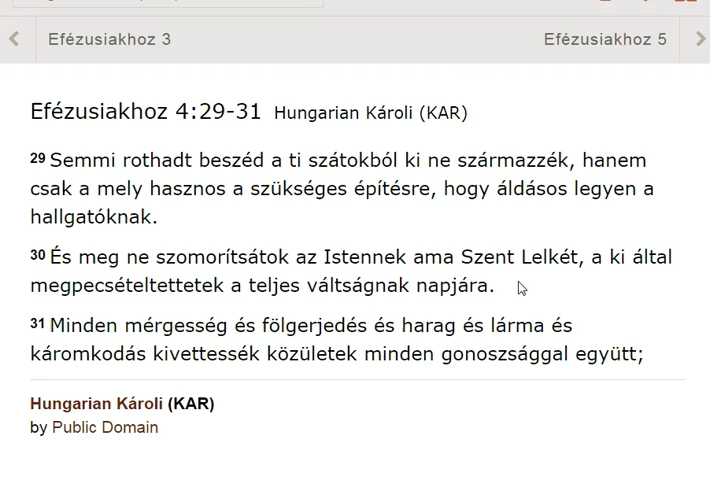 Efézusiakhoz 3 Efézusiakhoz 5
Efézusiakhoz 4:29-31 Hungarian Károli (KAR)
29 Semmi rothadt beszéd a ti szátokból ki ne származzék, hanem
csak a mely hasznos a szükséges építésre, hogy áldásos legyen a
hallgatóknak.
30 És meg ne szomorítsátok az Istennek ama Szent Lelkét, a ki által
megpecsételtettetek a teljes váltságnak napjára.
31 Minden mérgesség és fölgerjedés és harag és lárma és
káromkodás kivettessék közületek minden gonoszsággal együtt;
Hungarian Károli (KAR)
by Public Domain